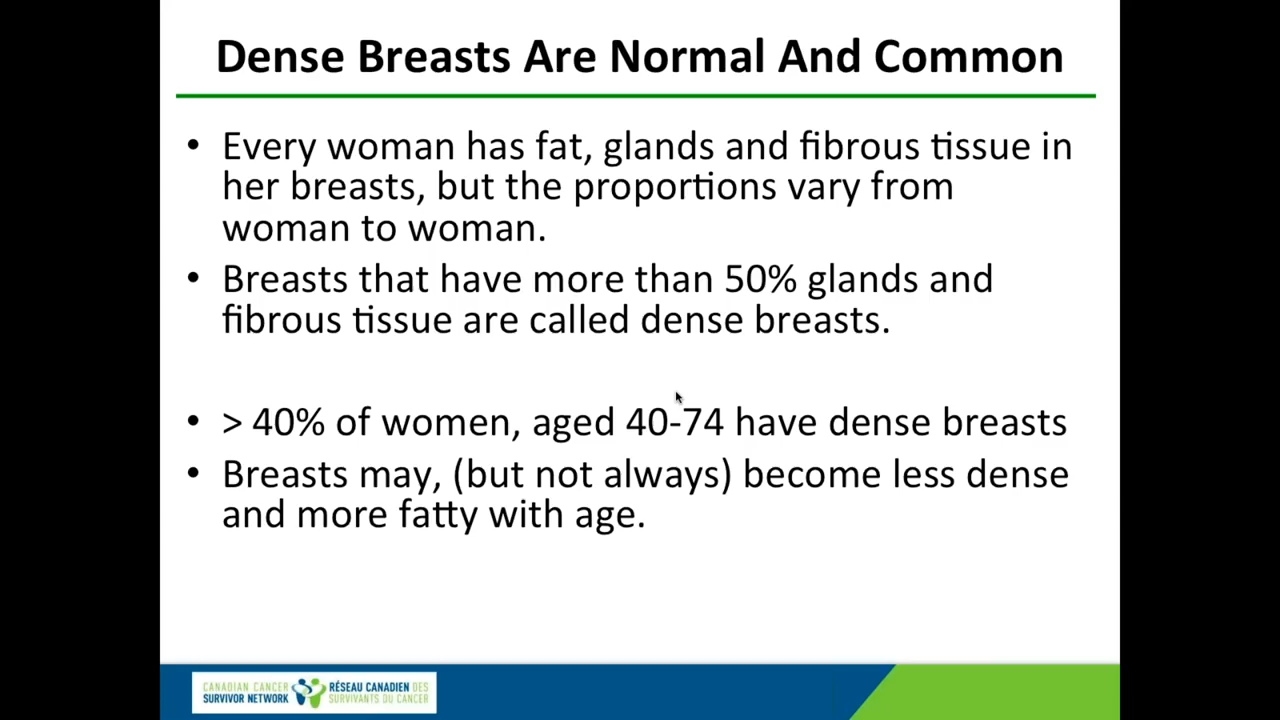 Dense Breasts Are Normal And Common
• Every woman has fat, glands and fibrous tissue in
her breasts, but the proportions vary from
woman to woman.
• Breasts that have more than 50% glands and
fibrous tissue are called dense breasts.
• > 40% of women, aged 40-74 have dense breasts
• Breasts may, (but not always) become less dense
and more fatty with age.
CANADIAN CANCER
SURVIVOR NETWORK
RÉSEAU CANADIEN DES
SURVIVANTS DU CANCER